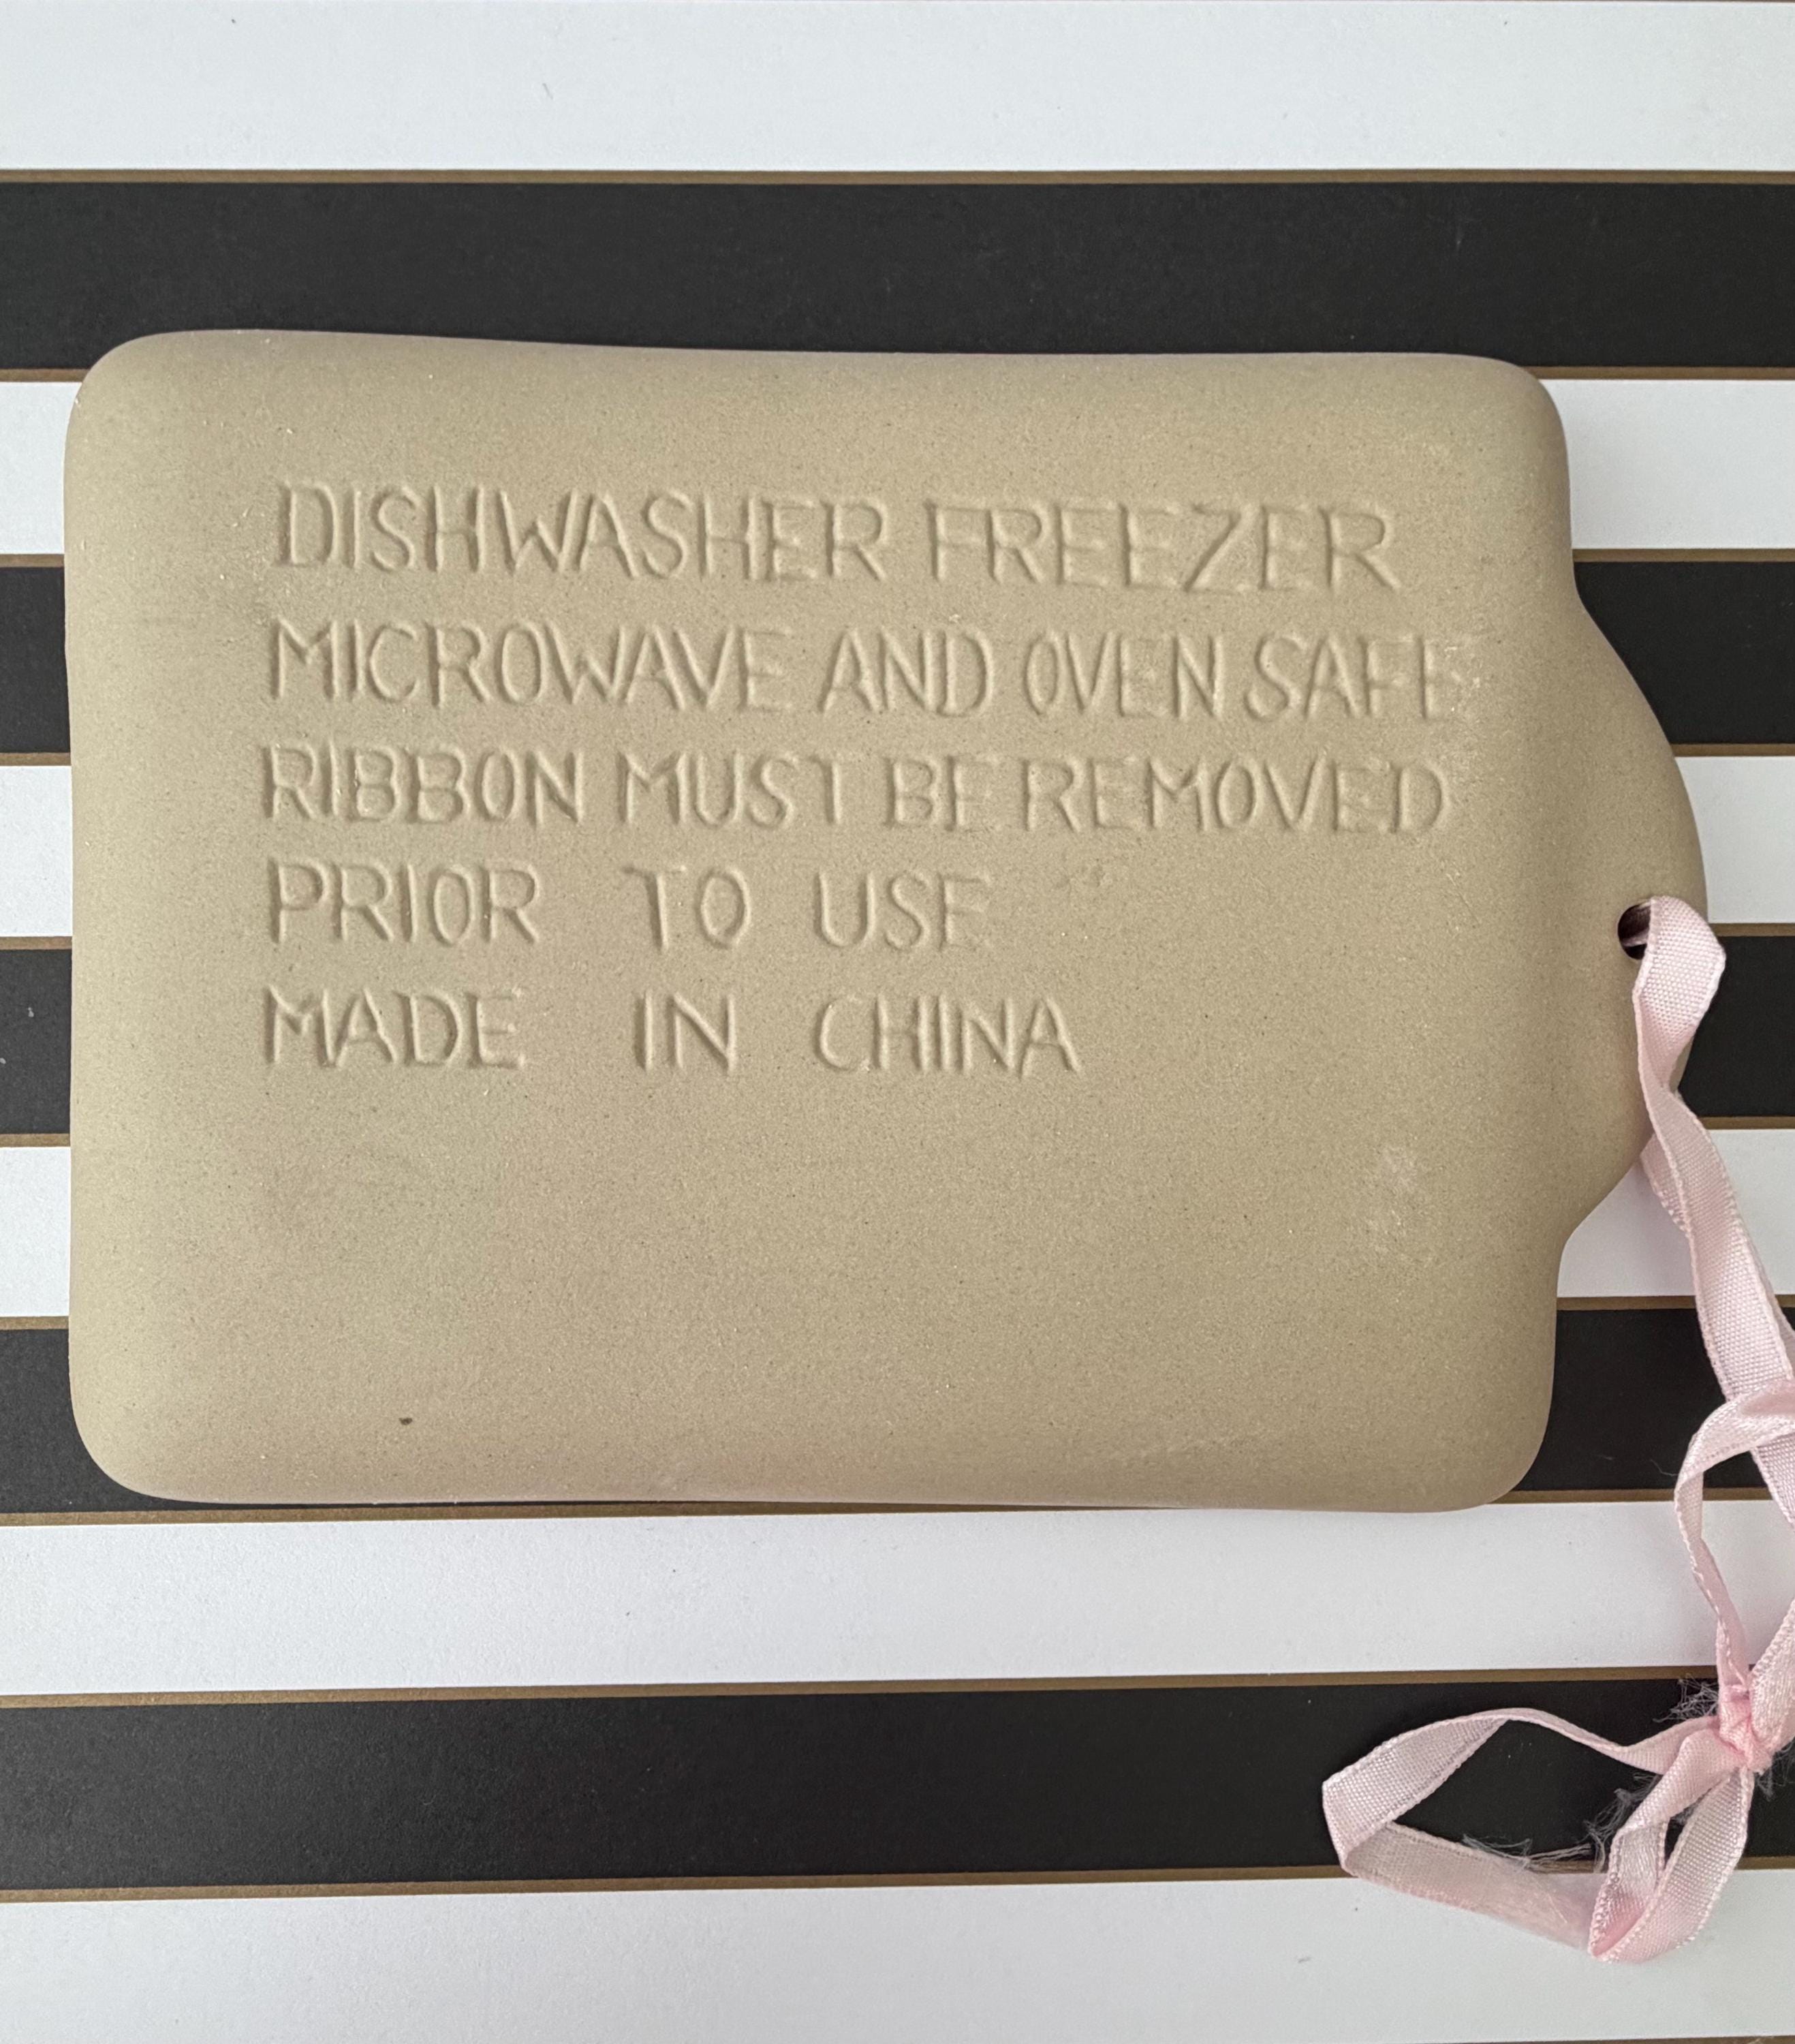 DISHWASHER FREEZER
MICROWAVE AND OVEN SAFE
RIBBON MUST BE REMOVED
PRIOR TO USE
MADE IN CHINA